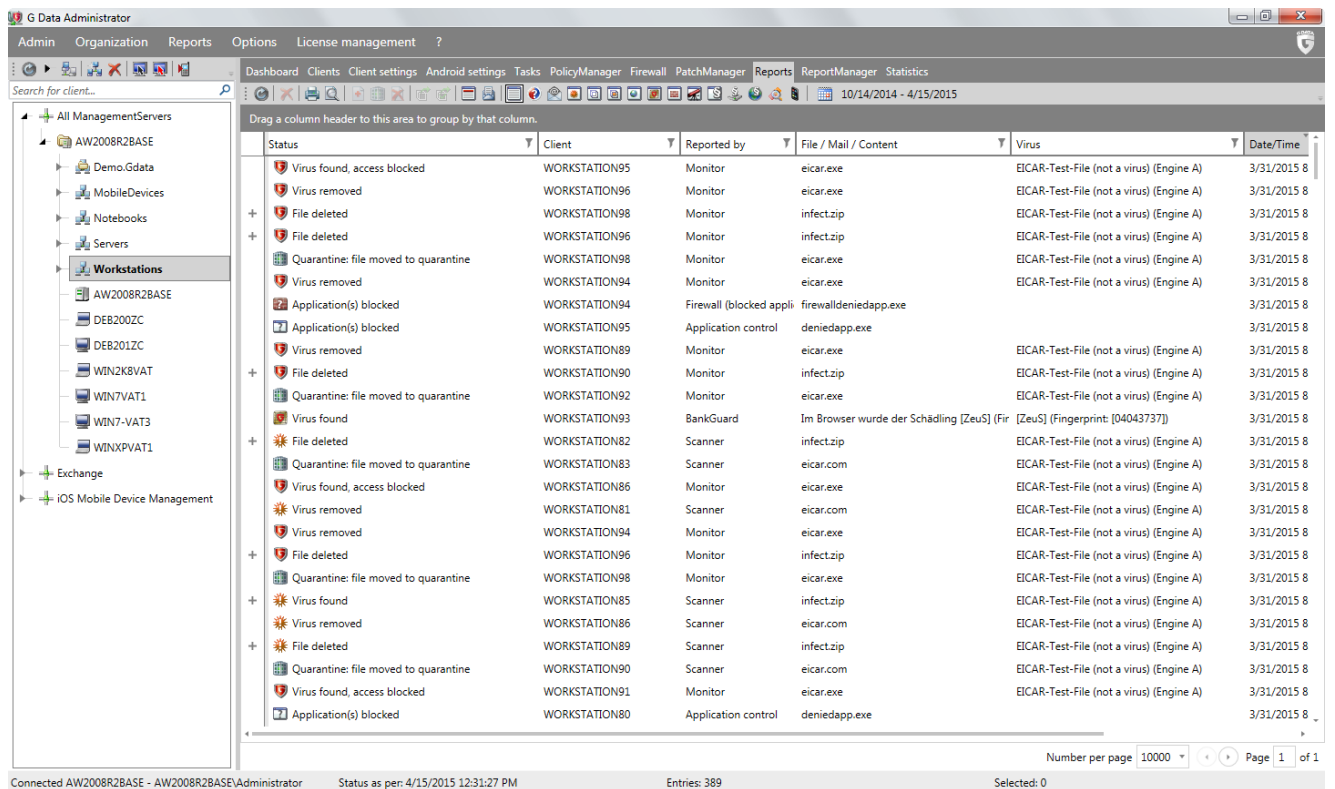 G Data Administrator
Admin Organization Reports Options License management ?
Dashboard Clients Client settings Android settings Tasks PolicyManager Firewall PatchManager Reports ReportManager Statistics
Search for client...
10/14/2014 - 4/15/2015
All ManagementServers
AW2008R2BASE
Demo.Gdata
MobileDevices
Notebooks
Servers
Workstations
AW2008R2BASE
DEB200ZC
DEB201ZC
WIN2K8VAT
WIN7VAT1
WIN7-VAT3
WINXPVAT1
Exchange
iOS Mobile Device Management
Drag a column header to this area to group by that column.
Status Client Reported by File / Mail / Content Virus Date/Time
Virus found, access blocked WORKSTATION95 Monitor eicar.exe EICAR-Test-File (not a virus) (Engine A) 3/31/2015 8
Virus removed WORKSTATION96 Monitor eicar.exe EICAR-Test-File (not a virus) (Engine A) 3/31/2015 8
+ File deleted WORKSTATION98 Monitor infect.zip EICAR-Test-File (not a virus) (Engine A) 3/31/2015 8
+ File deleted WORKSTATION96 Monitor infect.zip EICAR-Test-File (not a virus) (Engine A) 3/31/2015 8
Quarantine: file moved to quarantine WORKSTATION98 Monitor eicar.exe EICAR-Test-File (not a virus) (Engine A) 3/31/2015 8
Virus removed WORKSTATION94 Monitor eicar.exe EICAR-Test-File (not a virus) (Engine A) 3/31/2015 8
Application(s) blocked WORKSTATION94 Firewall (blocked appli firewalldeniedapp.exe 3/31/2015 8
Application(s) blocked WORKSTATION95 Application control deniedapp.exe 3/31/2015 8
Virus removed WORKSTATION89 Monitor eicar.exe EICAR-Test-File (not a virus) (Engine A) 3/31/2015 8
+ File deleted WORKSTATION90 Monitor infect.zip EICAR-Test-File (not a virus) (Engine A) 3/31/2015 8
Quarantine: file moved to quarantine WORKSTATION92 Monitor eicar.exe EICAR-Test-File (not a virus) (Engine A) 3/31/2015 8
Virus found WORKSTATION93 BankGuard Im Browser wurde der Schädling [ZeuS] (Fir [ZeuS] (Fingerprint: [04043737]) 3/31/2015 8
+ File deleted WORKSTATION82 Scanner infect.zip EICAR-Test-File (not a virus) (Engine A) 3/31/2015 8
Quarantine: file moved to quarantine WORKSTATION83 Scanner eicar.com EICAR-Test-File (not a virus) (Engine A) 3/31/2015 8
Virus found, access blocked WORKSTATION86 Monitor eicar.exe EICAR-Test-File (not a virus) (Engine A) 3/31/2015 8
Virus removed WORKSTATION81 Scanner eicar.com EICAR-Test-File (not a virus) (Engine A) 3/31/2015 8
Virus removed WORKSTATION94 Monitor eicar.exe EICAR-Test-File (not a virus) (Engine A) 3/31/2015 8
+ File deleted WORKSTATION96 Monitor infect.zip EICAR-Test-File (not a virus) (Engine A) 3/31/2015 8
Quarantine: file moved to quarantine WORKSTATION98 Monitor eicar.exe EICAR-Test-File (not a virus) (Engine A) 3/31/2015 8
+ Virus found WORKSTATION85 Scanner infect.zip EICAR-Test-File (not a virus) (Engine A) 3/31/2015 8
Virus removed WORKSTATION86 Scanner eicar.com EICAR-Test-File (not a virus) (Engine A) 3/31/2015 8
+ File deleted WORKSTATION89 Scanner infect.zip EICAR-Test-File (not a virus) (Engine A) 3/31/2015 8
Quarantine: file moved to quarantine WORKSTATION90 Scanner eicar.com EICAR-Test-File (not a virus) (Engine A) 3/31/2015 8
Virus found, access blocked WORKSTATION91 Monitor eicar.exe EICAR-Test-File (not a virus) (Engine A) 3/31/2015 8
Application(s) blocked WORKSTATION80 Application control deniedapp.exe 3/31/2015 8
Number per page 10000 Page 1 of 1
Connected AW2008R2BASE - AW2008R2BASE\Administrator Status as per: 4/15/2015 12:31:27 PM Entries: 389 Selected: 0